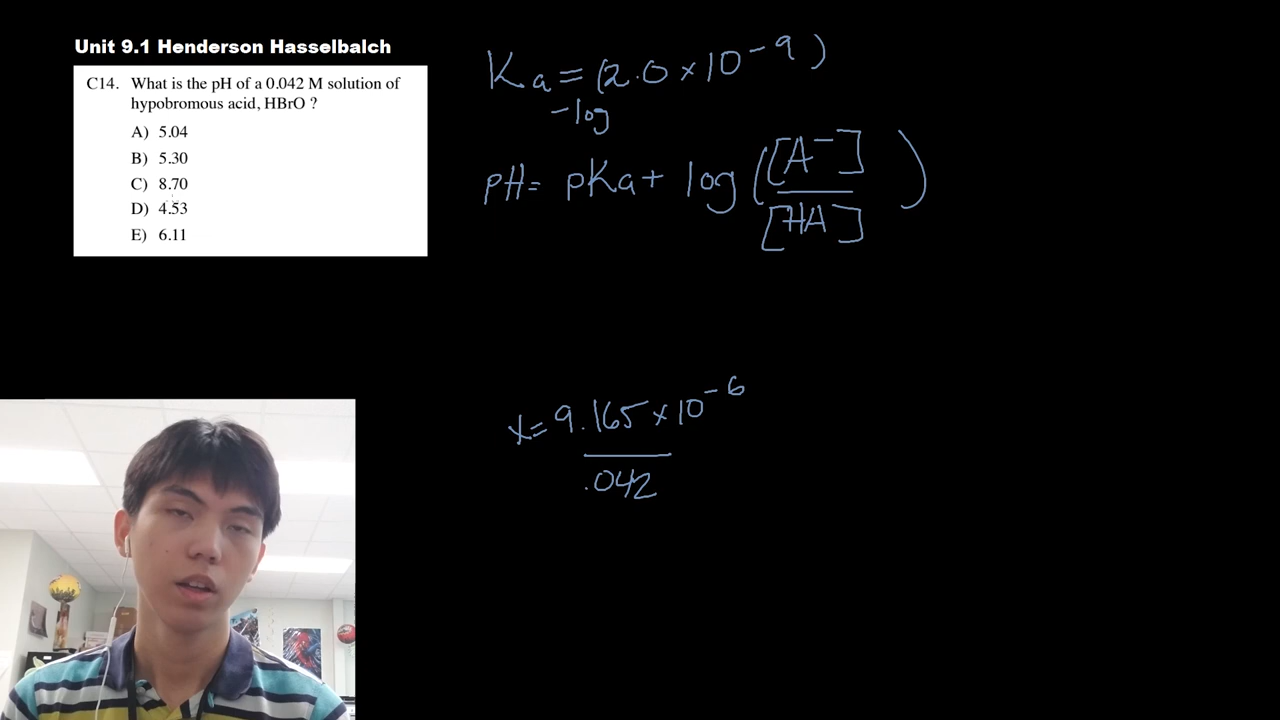 Unit 9.1 Henderson Hasselbalch
C14. What is the pH of a 0.042 M solution of
hypobromous acid, HBrO ?
A) 5.04
B) 5.30
C) 8.70
D) 4.53
E) 6.11
Ka = (2.0 × 10⁻⁹)
-log
pH = pKa + log ([A⁻] / [HA])
x = 9.165 × 10⁻⁶
.042